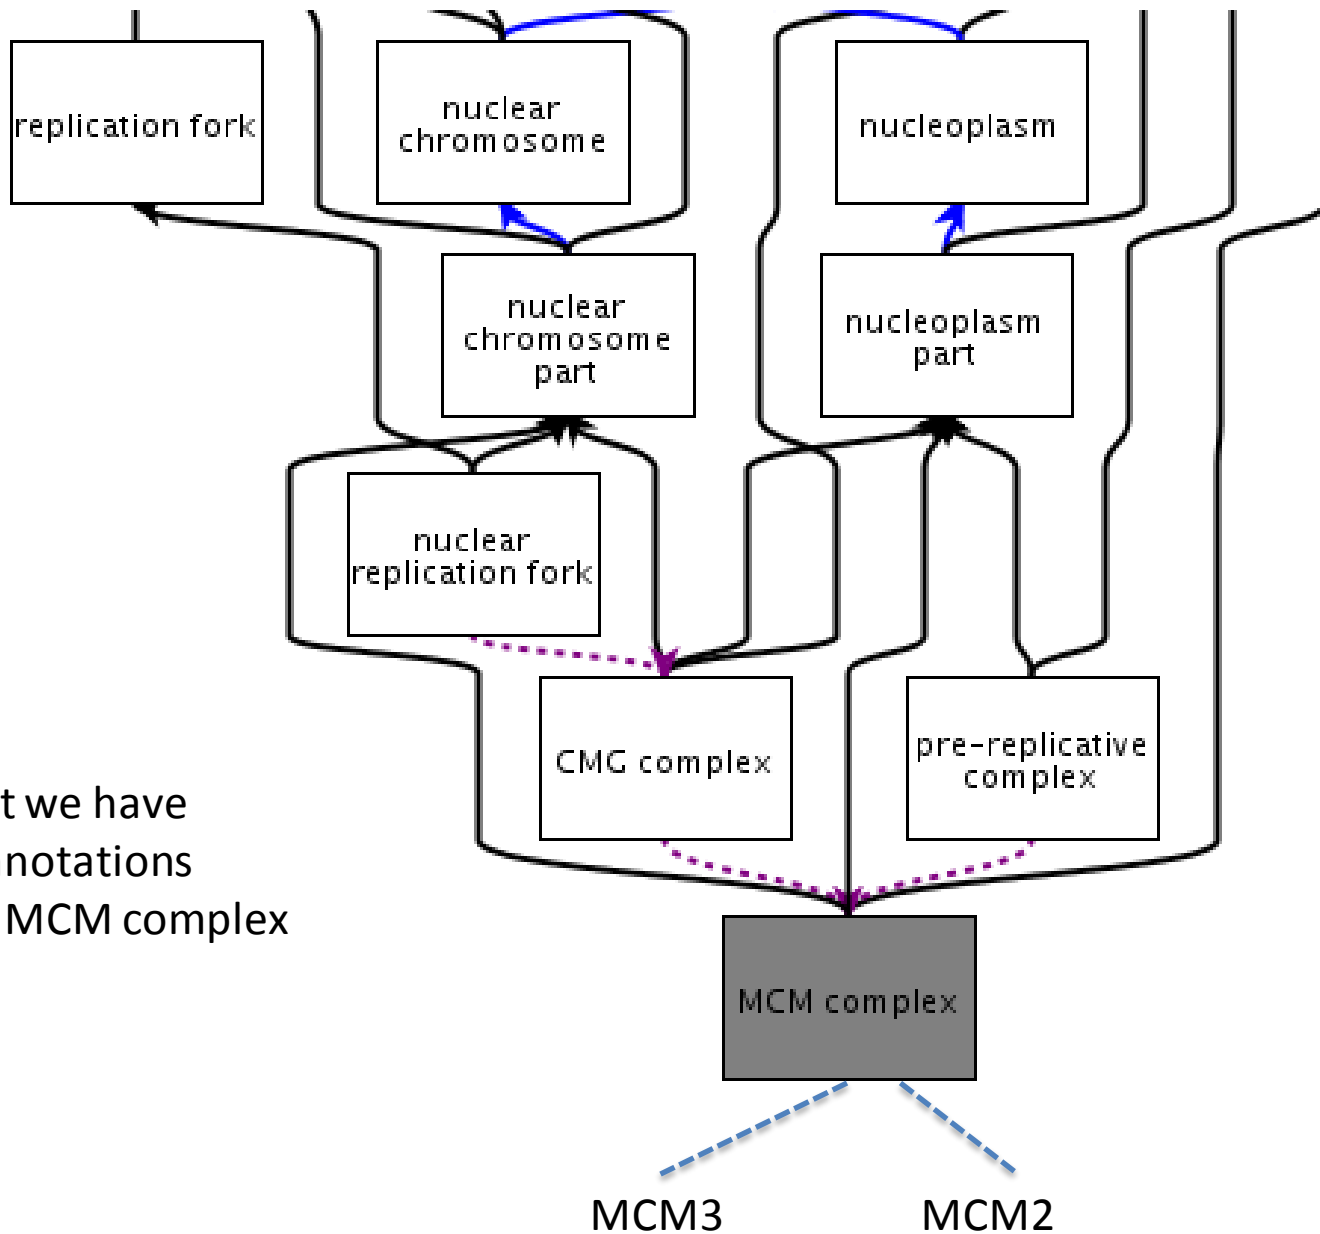 replication fork
nuclear
chromosome
nucleoplasm
nuclear
chromosome
part
nucleoplasm
part
nuclear
replication fork
CMG complex
pre-replicative
complex
t we have
notations
MCM complex
MCM complex
MCM3
MCM2